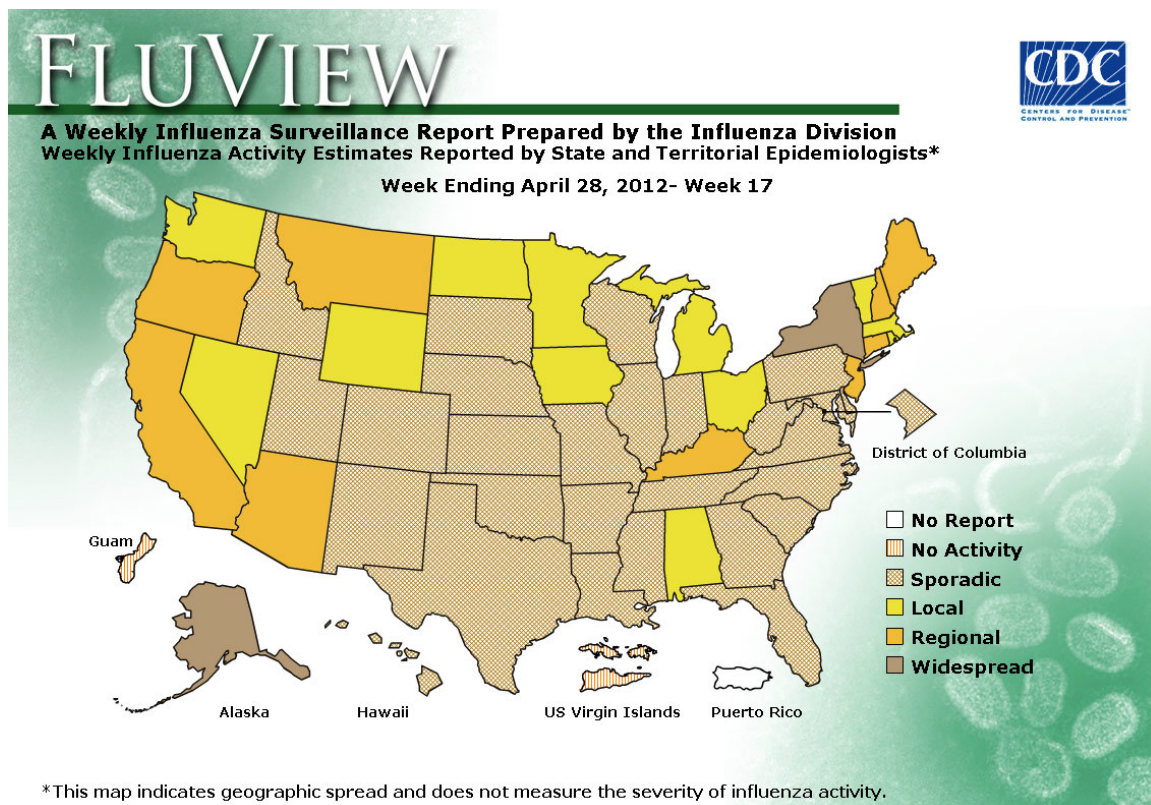 FLUVIEW
CDC
CENTERS FOR DISEASE™
CONTROL AND PREVENTION
A Weekly Influenza Surveillance Report Prepared by the Influenza Division
Weekly Influenza Activity Estimates Reported by State and Territorial Epidemiologists*
Week Ending April 28, 2012- Week 17
District of Columbia
No Report
No Activity
Sporadic
Local
Regional
Widespread
Guam
Alaska
Hawaii
US Virgin Islands
Puerto Rico
*This map indicates geographic spread and does not measure the severity of influenza activity.